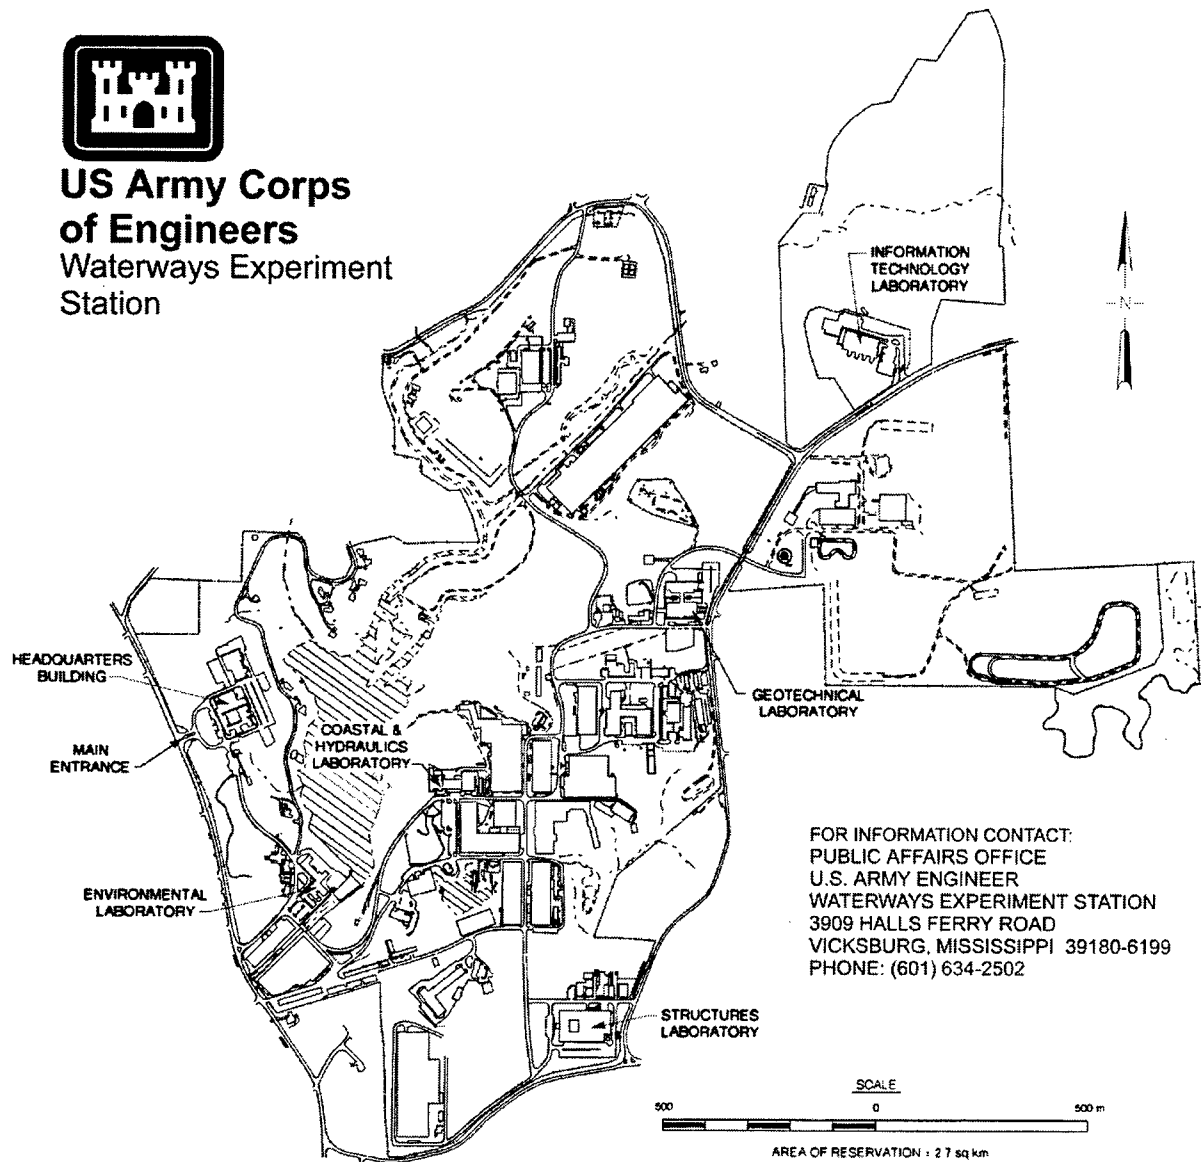 US Army Corps
of Engineers
Waterways Experiment
Station
INFORMATION
TECHNOLOGY
LABORATORY
N
HEADQUARTERS
BUILDING
MAIN
ENTRANCE
COASTAL &
HYDRAULICS
LABORATORY
GEOTECHNICAL
LABORATORY
ENVIRONMENTAL
LABORATORY
STRUCTURES
LABORATORY
FOR INFORMATION CONTACT:
PUBLIC AFFAIRS OFFICE
U.S. ARMY ENGINEER
WATERWAYS EXPERIMENT STATION
3909 HALLS FERRY ROAD
VICKSBURG, MISSISSIPPI 39180-6199
PHONE: (601) 634-2502
SCALE
500 0 500 m
AREA OF RESERVATION : 2 7 sq km